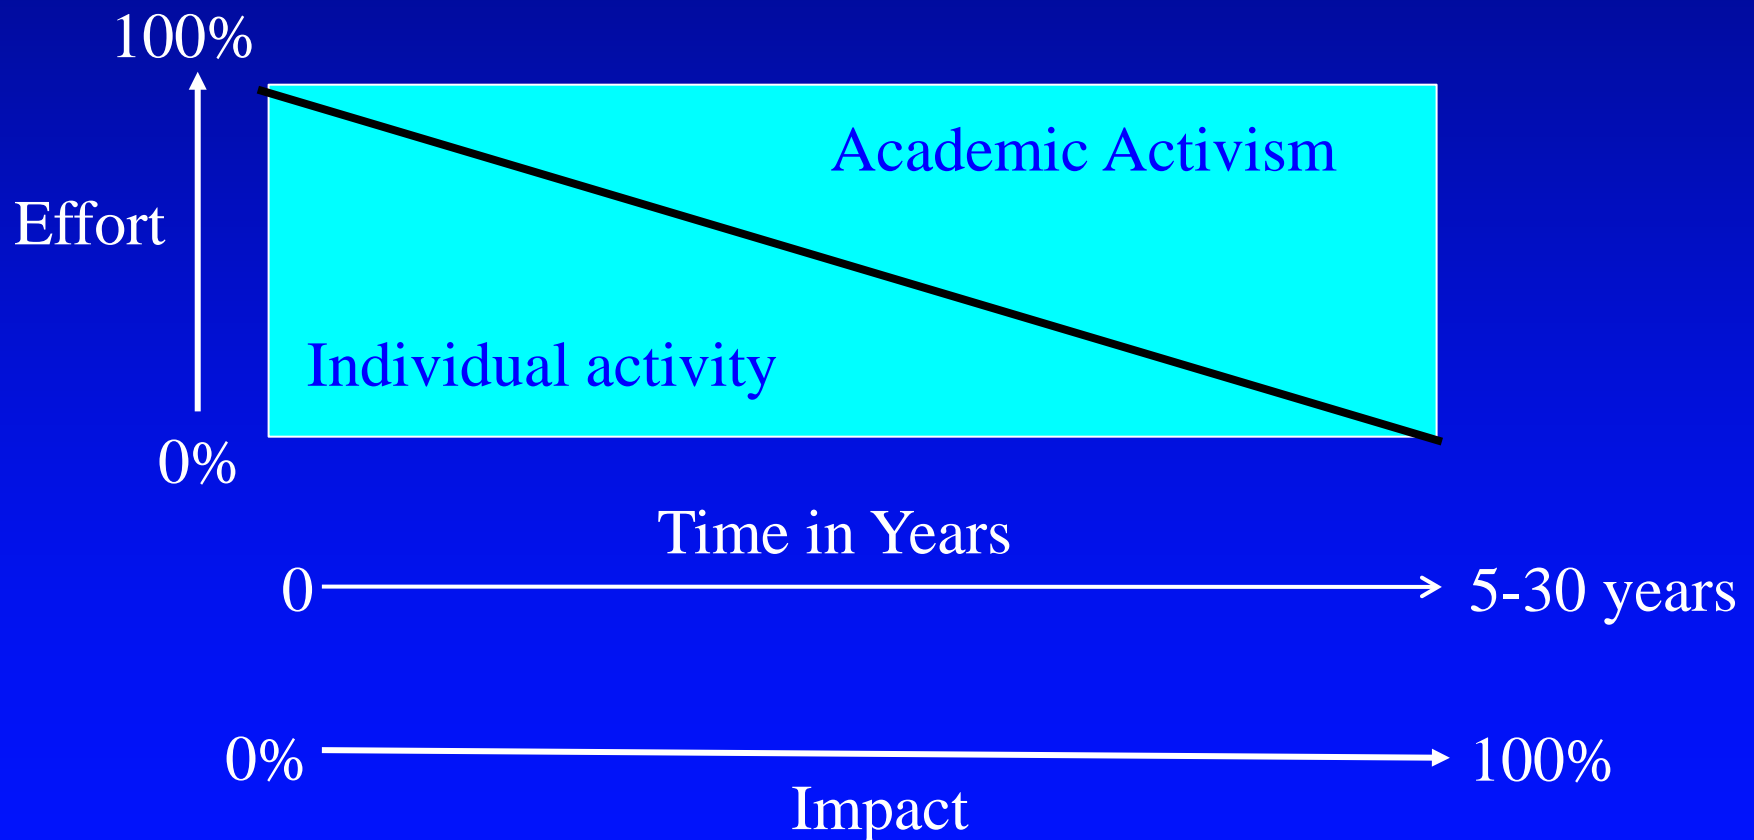 100%
Academic Activism
Effort
Individual activity
0%
Time in Years
0 5-30 years
0% 100%
Impact